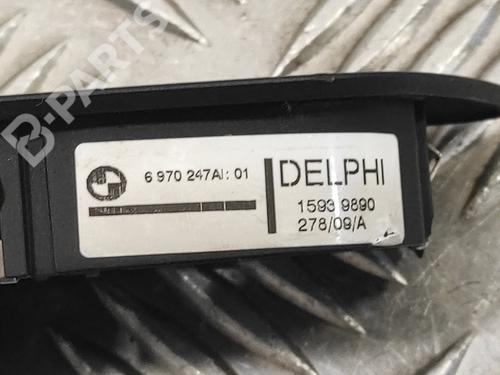 B-PARTS
6 970 247AI: 01
DELPHI
1593 9890
278/09/A